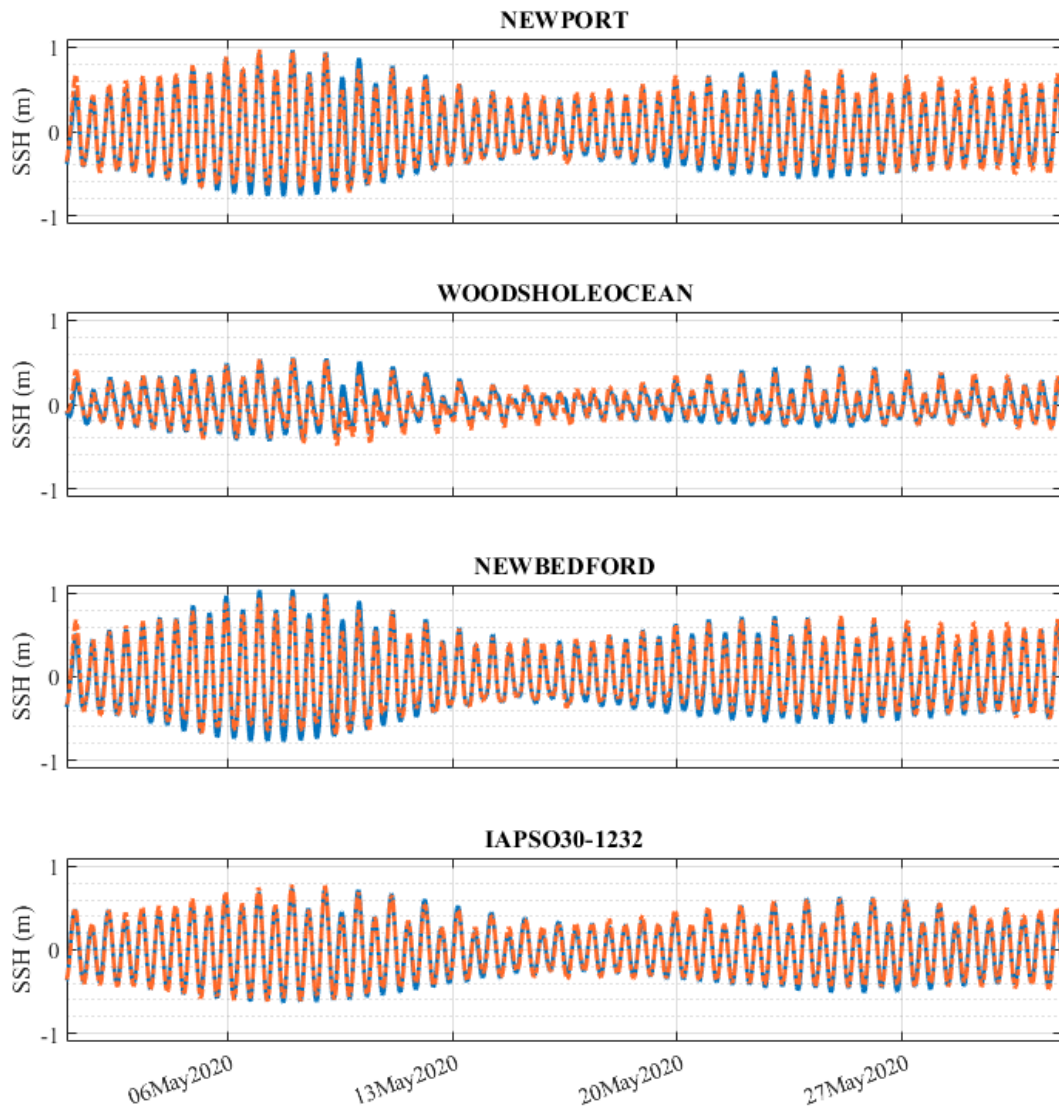 NEWPORT
1
0
-1
SSH (m)
WOODSHOLEOCEAN
1
0
-1
SSH (m)
NEWBEDFORD
1
0
-1
SSH (m)
IAPSO30-1232
1
0
-1
SSH (m)
06May2020
13May2020
20May2020
27May2020